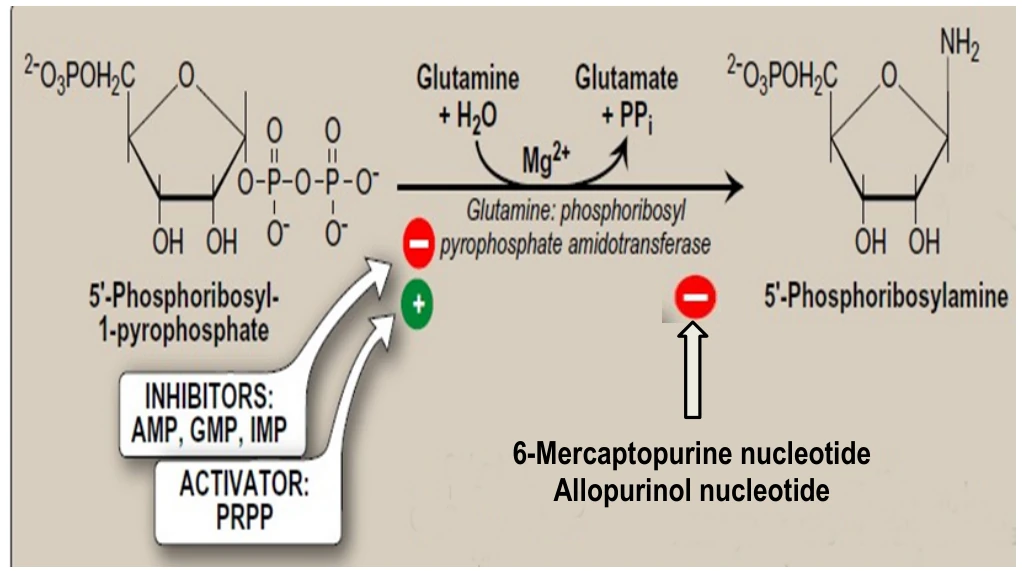 ²⁻O₃POH₂C
O
O
O
O-P-O-P-O⁻
O⁻
O⁻
OH
OH
5'-Phosphoribosyl-
1-pyrophosphate
Glutamine
+ H₂O
Glutamate
+ PPᵢ
Mg²⁺
Glutamine: phosphoribosyl
pyrophosphate amidotransferase
²⁻O₃POH₂C
O
NH₂
OH
OH
5'-Phosphoribosylamine
INHIBITORS:
AMP, GMP, IMP
ACTIVATOR:
PRPP
6-Mercaptopurine nucleotide
Allopurinol nucleotide